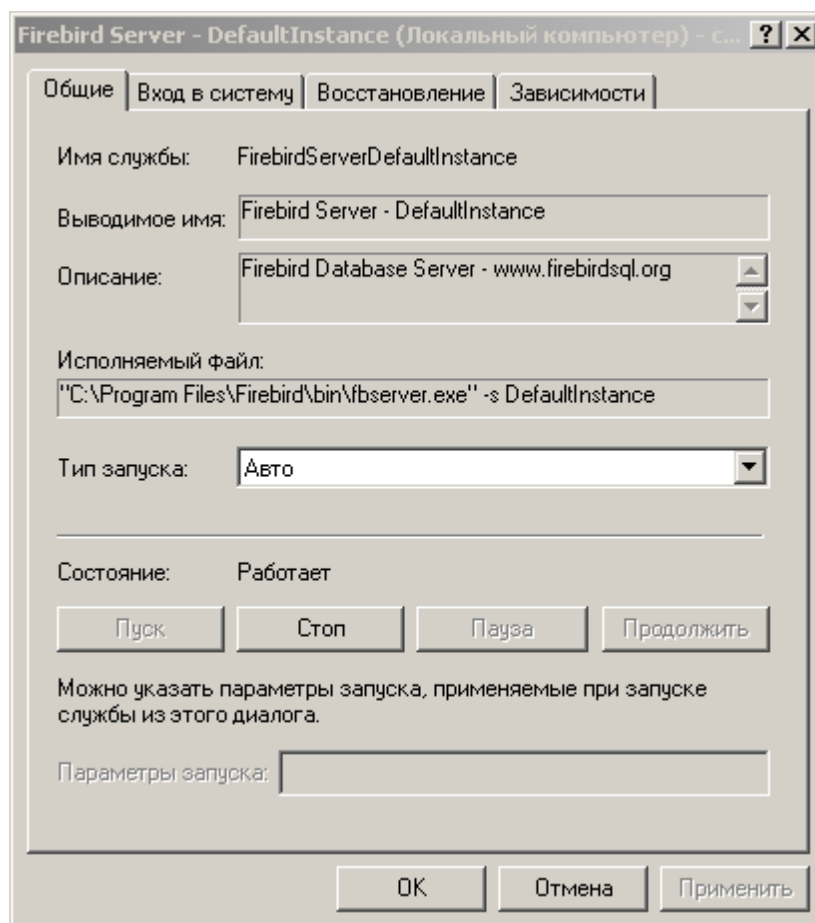 Firebird Server - DefaultInstance (Локальный компьютер) - с...
Общие
Вход в систему
Восстановление
Зависимости
Имя службы: FirebirdServerDefaultInstance
Выводимое имя: Firebird Server - DefaultInstance
Описание: Firebird Database Server - www.firebirdsql.org
Исполняемый файл:
"C:\Program Files\Firebird\bin\fbserver.exe" -s DefaultInstance
Тип запуска: Авто
Состояние: Работает
Пуск Стоп Пауза Продолжить
Можно указать параметры запуска, применяемые при запуске
службы из этого диалога.
Параметры запуска:
OK Отмена Применить